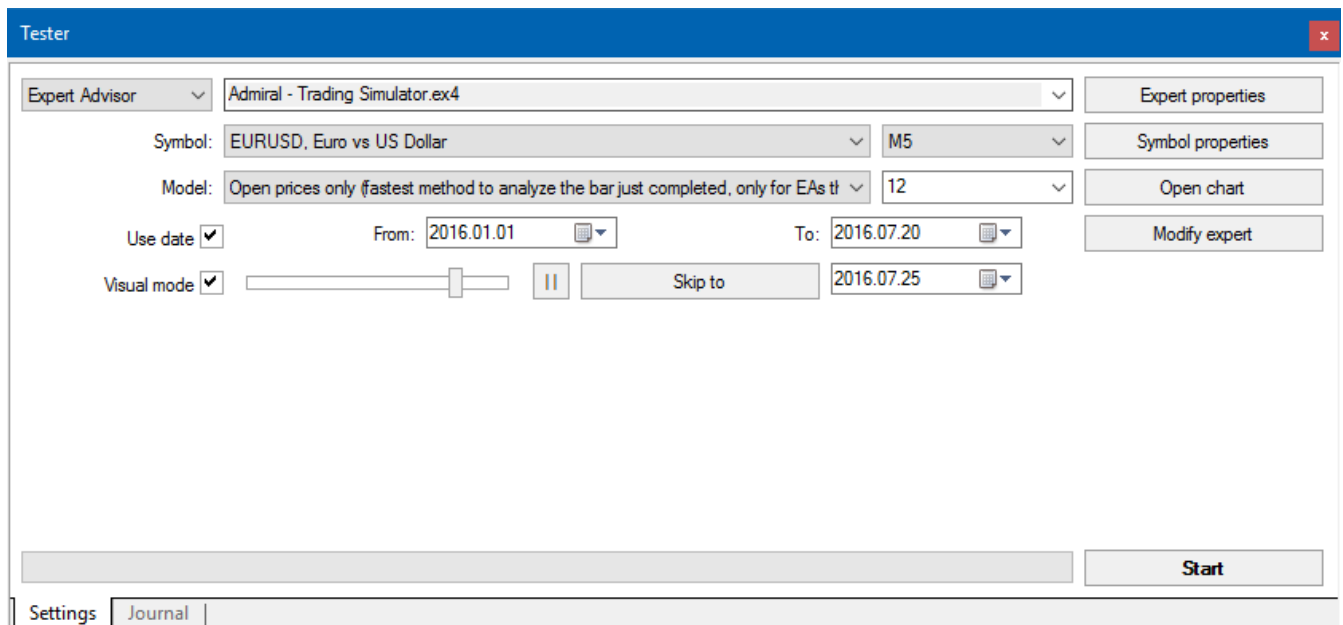 Tester
x
Expert Advisor Admiral - Trading Simulator.ex4 Expert properties
Symbol: EURUSD, Euro vs US Dollar M5 Symbol properties
Model: Open prices only (fastest method to analyze the bar just completed, only for EAs th 12 Open chart
Use date From: 2016.01.01 To: 2016.07.20 Modify expert
Visual mode Skip to 2016.07.25
Start
Settings Journal